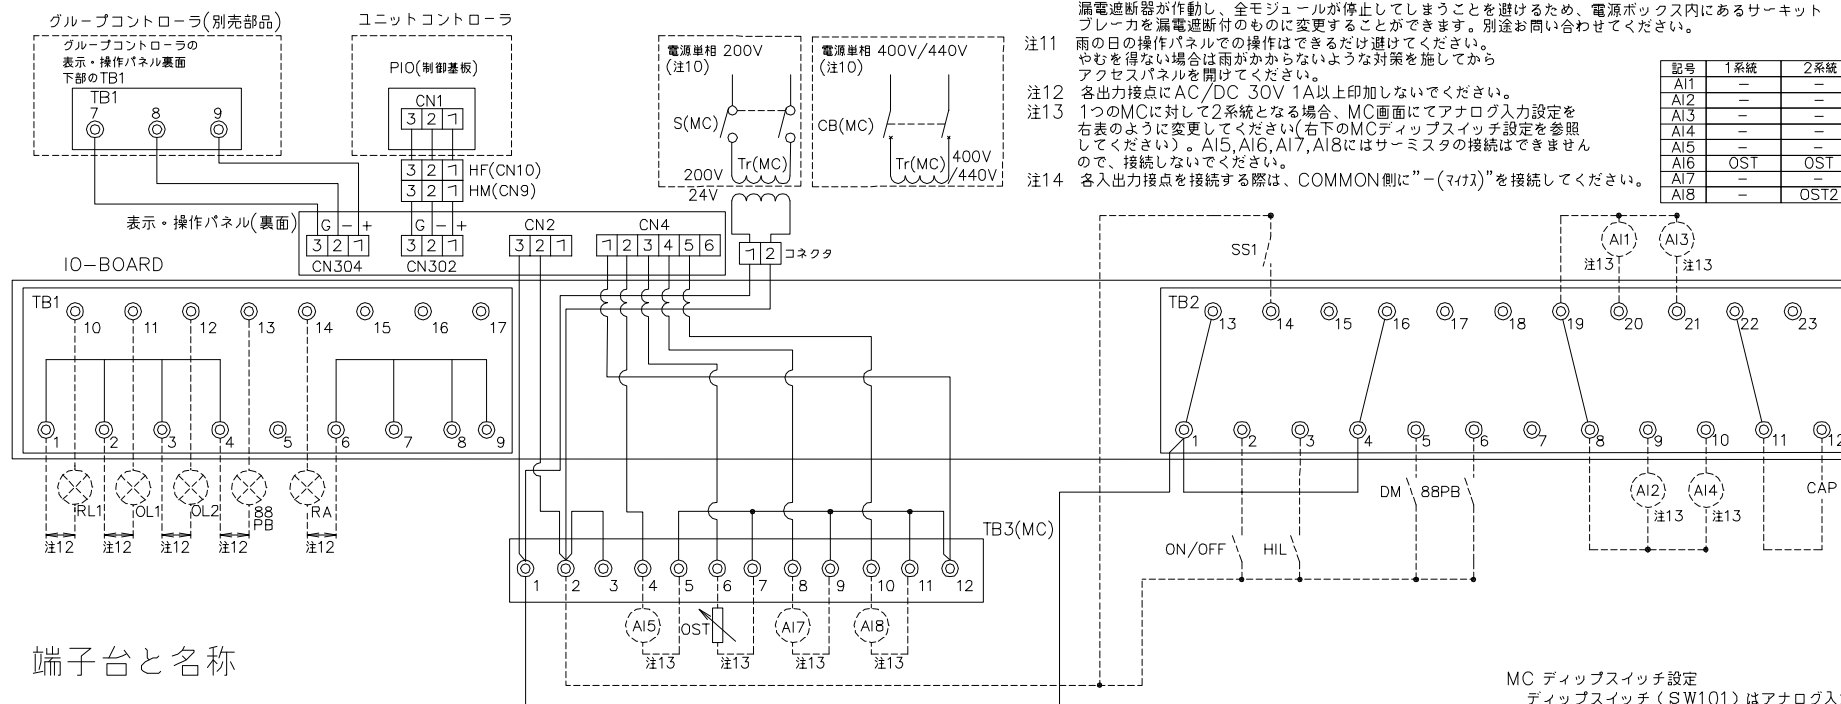 グループコントローラ(別売部品)
グループコントローラの
表示・操作パネル裏面
下部のTB1
TB1
7 8 9
ユニットコントローラ
PIO(制御基板)
CN1
3 2 1
3 2 1 HF(CN10)
3 2 1 HM(CN9)
表示・操作パネル(裏面)
G - +
3 2 1
CN304
G - +
3 2 1
CN302
CN2
3 2 1
CN4
1 2 3 4 5 6
電源単相 200V
(注10)
S(MC)
Tr(MC)
200V
24V
電源単相 400V/440V
(注10)
CB(MC)
Tr(MC)
400V
/440V
1 2 コネクタ
漏電遮断器が作動し、全モジュールが停止してしまうことを避けるため、電源ボックス内にあるサーキット
ブレーカを漏電遮断付のものに変更することができます。別途お問い合わせてください。
注11 雨の日の操作パネルでの操作はできるだけ避けてください。
やむを得ない場合は雨がかからないような対策を施してから
アクセスパネルを開けてください。
注12 各出力接点にAC/DC 30V 1A以上印加しないでください。
注13 1つのMCに対して2系統となる場合、MC画面にてアナログ入力設定を
右表のように変更してください(右下のMCディップスイッチ設定を参照
してください)。AI5,AI6,AI7,AI8にはサーミスタの接続はできません
ので、接続しないでください。
注14 各入出力接点を接続する際は、COMMON側に"-(マイナス)"を接続してください。
記号 1系統 2系統
AI1 - -
AI2 - -
AI3 - -
AI4 - -
AI5 - -
AI6 OST OST
AI7 - -
AI8 - OST2
IO-BOARD
TB1
10 11 12 13 14 15 16 17
1 2 3 4 5 6 7 8 9
RL1 OL1 OL2 88PB RA
注12 注12 注12 注12 注12
TB3(MC)
1 2 3 4 5 6 7 8 9 10 11 12
AI5 OST AI7 AI8
注13 注13 注13 注13
SS1
AI1 AI3
注13 注13
TB2
13 14 15 16 17 18 19 20 21 22 23
1 2 3 4 5 6 7 8 9 10 11 12
DM 88PB
AI2 AI4
注13 注13
CAP
ON/OFF HIL
端子台と名称
MC ディップスイッチ設定
ディップスイッチ(SW101)はアナログ入